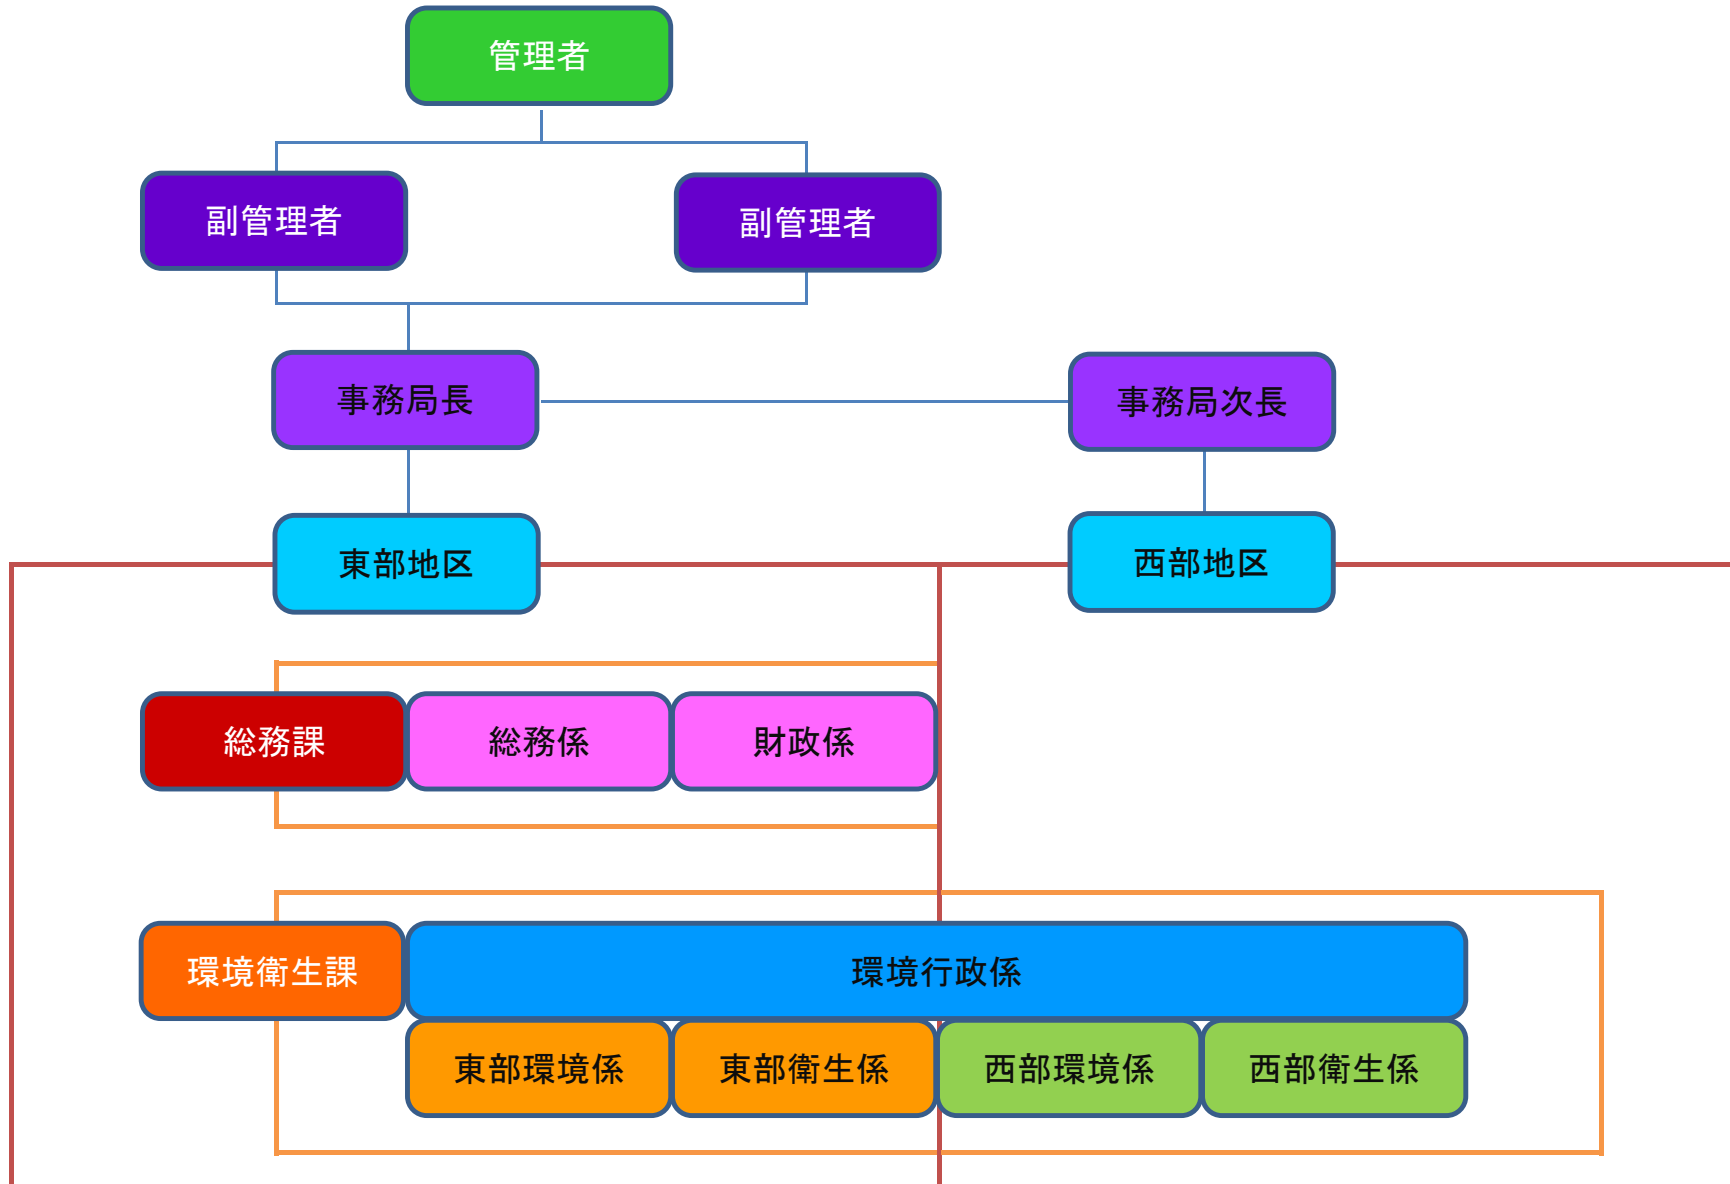 管理者
副管理者
副管理者
事務局長
事務局次長
東部地区
西部地区
総務課
総務係
財政係
環境衛生課
環境行政係
東部環境係
東部衛生係
西部環境係
西部衛生係